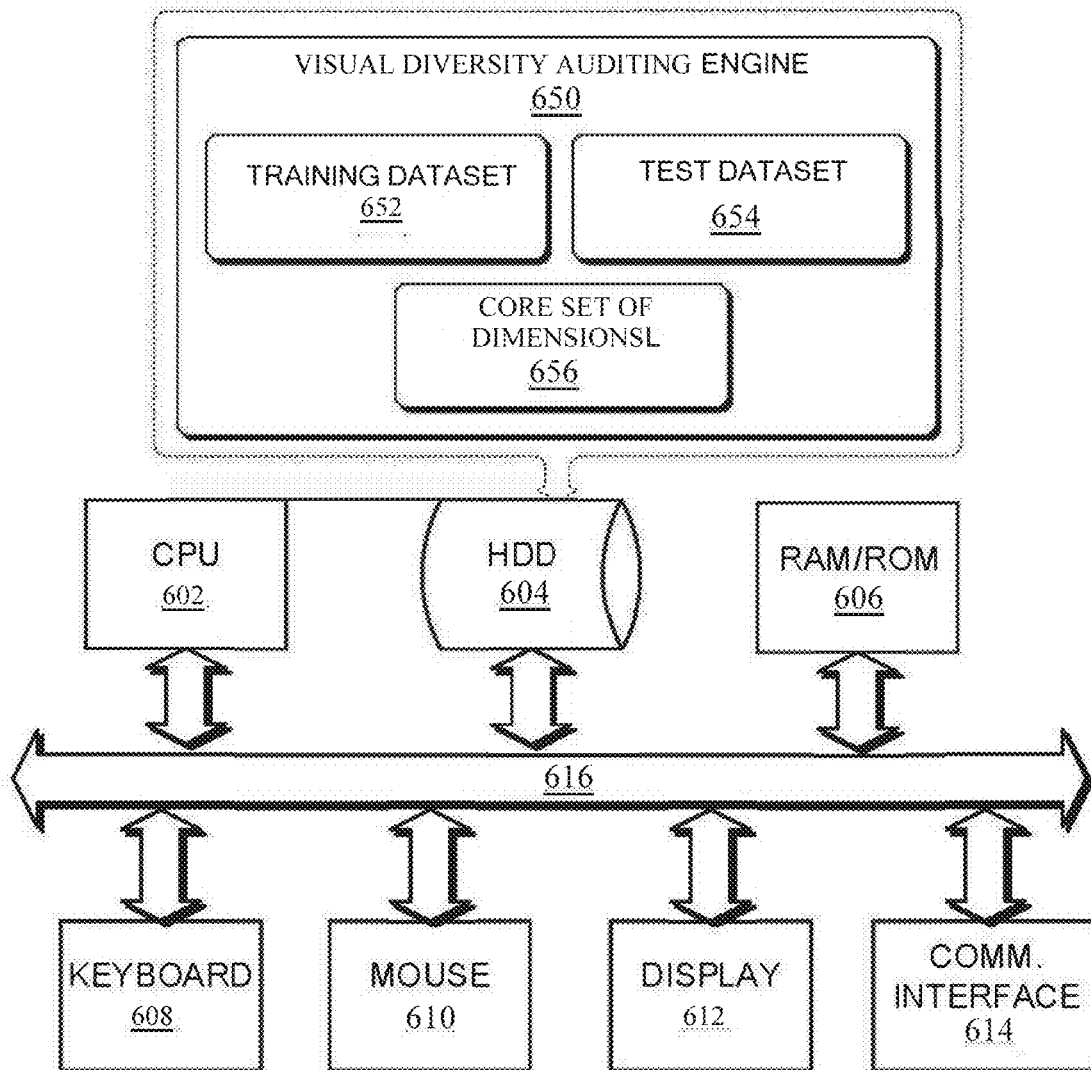 VISUAL DIVERSITY AUDITING ENGINE
650
TRAINING DATASET
652
TEST DATASET
654
CORE SET OF
DIMENSIONSL
656
CPU
602
HDD
604
RAM/ROM
606
616
KEYBOARD
608
MOUSE
610
DISPLAY
612
COMM.
INTERFACE
614